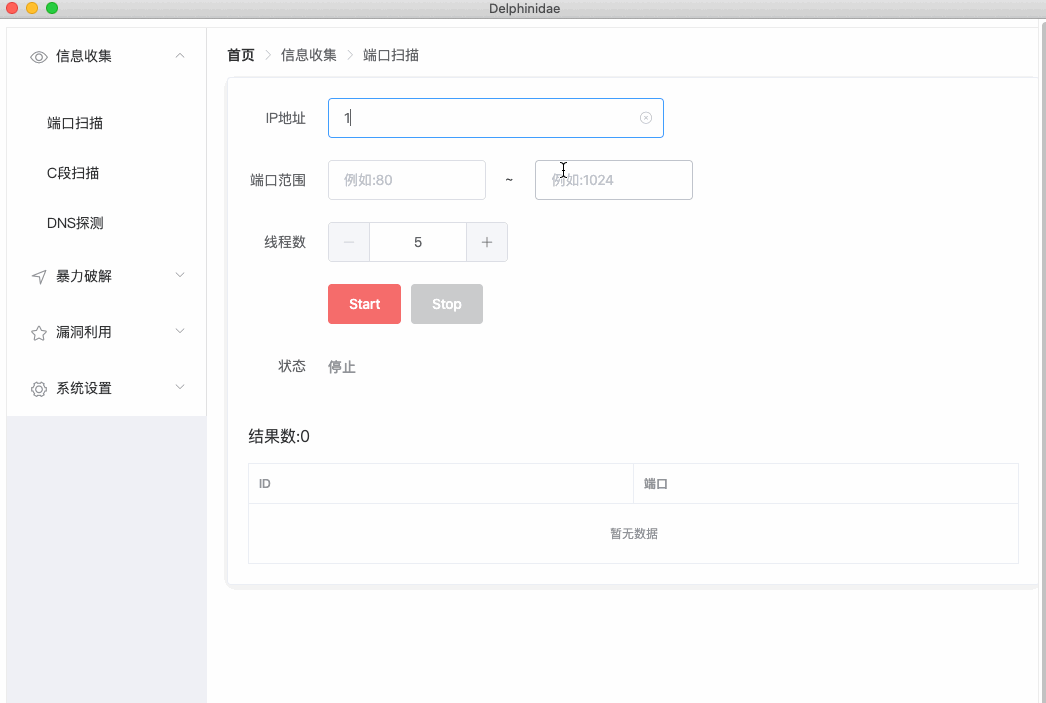 Delphinidae
信息收集
端口扫描
C段扫描
DNS探测
暴力破解
漏洞利用
系统设置
首页 > 信息收集 > 端口扫描
IP地址 1
端口范围 例如:80 ~ 例如:1024
线程数 − 5 +
Start Stop
状态 停止
结果数:0
ID 端口
暂无数据